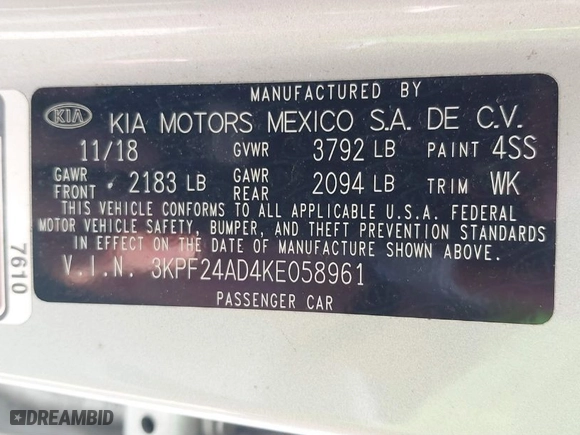 MANUFACTURED BY
KIA KIA MOTORS MEXICO S.A. DE C.V.
11/18 GVWR 3792 LB PAINT 4SS
GAWR FRONT 2183 LB GAWR REAR 2094 LB TRIM WK
THIS VEHICLE CONFORMS TO ALL APPLICABLE U.S.A. FEDERAL
MOTOR VEHICLE SAFETY, BUMPER, AND THEFT PREVENTION STANDARDS
IN EFFECT ON THE DATE OF MANUFACTURE SHOWN ABOVE.
V.I.N. 3KPF24AD4KE058961
PASSENGER CAR
7610
DREAMBID